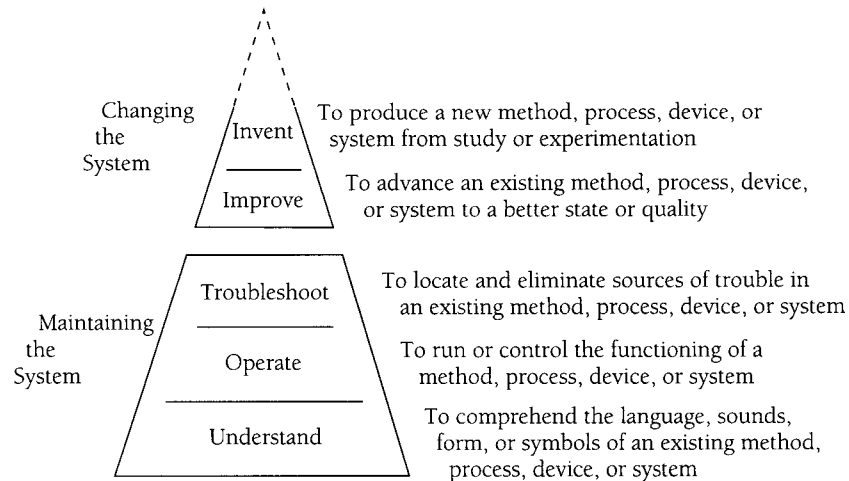 Changing
the
System
Invent
To produce a new method, process, device, or
system from study or experimentation
Improve
To advance an existing method, process, device,
or system to a better state or quality
Maintaining
the
System
Troubleshoot
To locate and eliminate sources of trouble in
an existing method, process, device, or system
Operate
To run or control the functioning of a
method, process, device, or system
Understand
To comprehend the language, sounds,
form, or symbols of an existing method,
process, device, or system